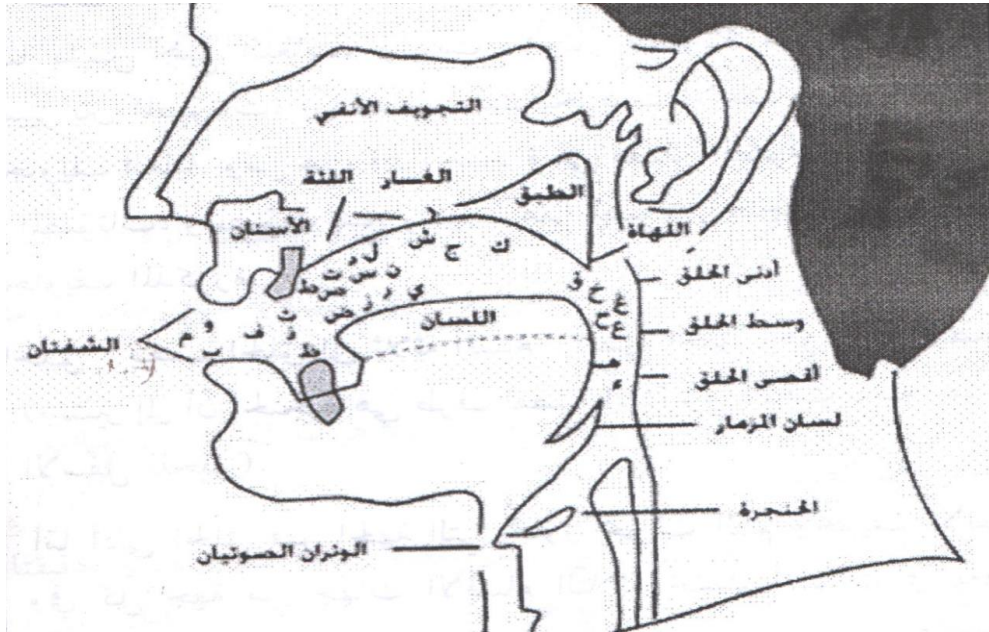 التجويف الأنفي
اللثة
الغار
الطبق
الأسنان
اللهاة
أدنى الحلق
وسط الحلق
أقصى الحلق
لسان المزمار
الحنجرة
الوتران الصوتيان
الشفتان
اللسان
ش
ج
ك
ل
د
ت
ط
ن
س
ص
ز
ر
ض
ي
ث
ذ
ظ
ف
و
م
ب
ق
خ
غ
ح
ع
هـ
ء